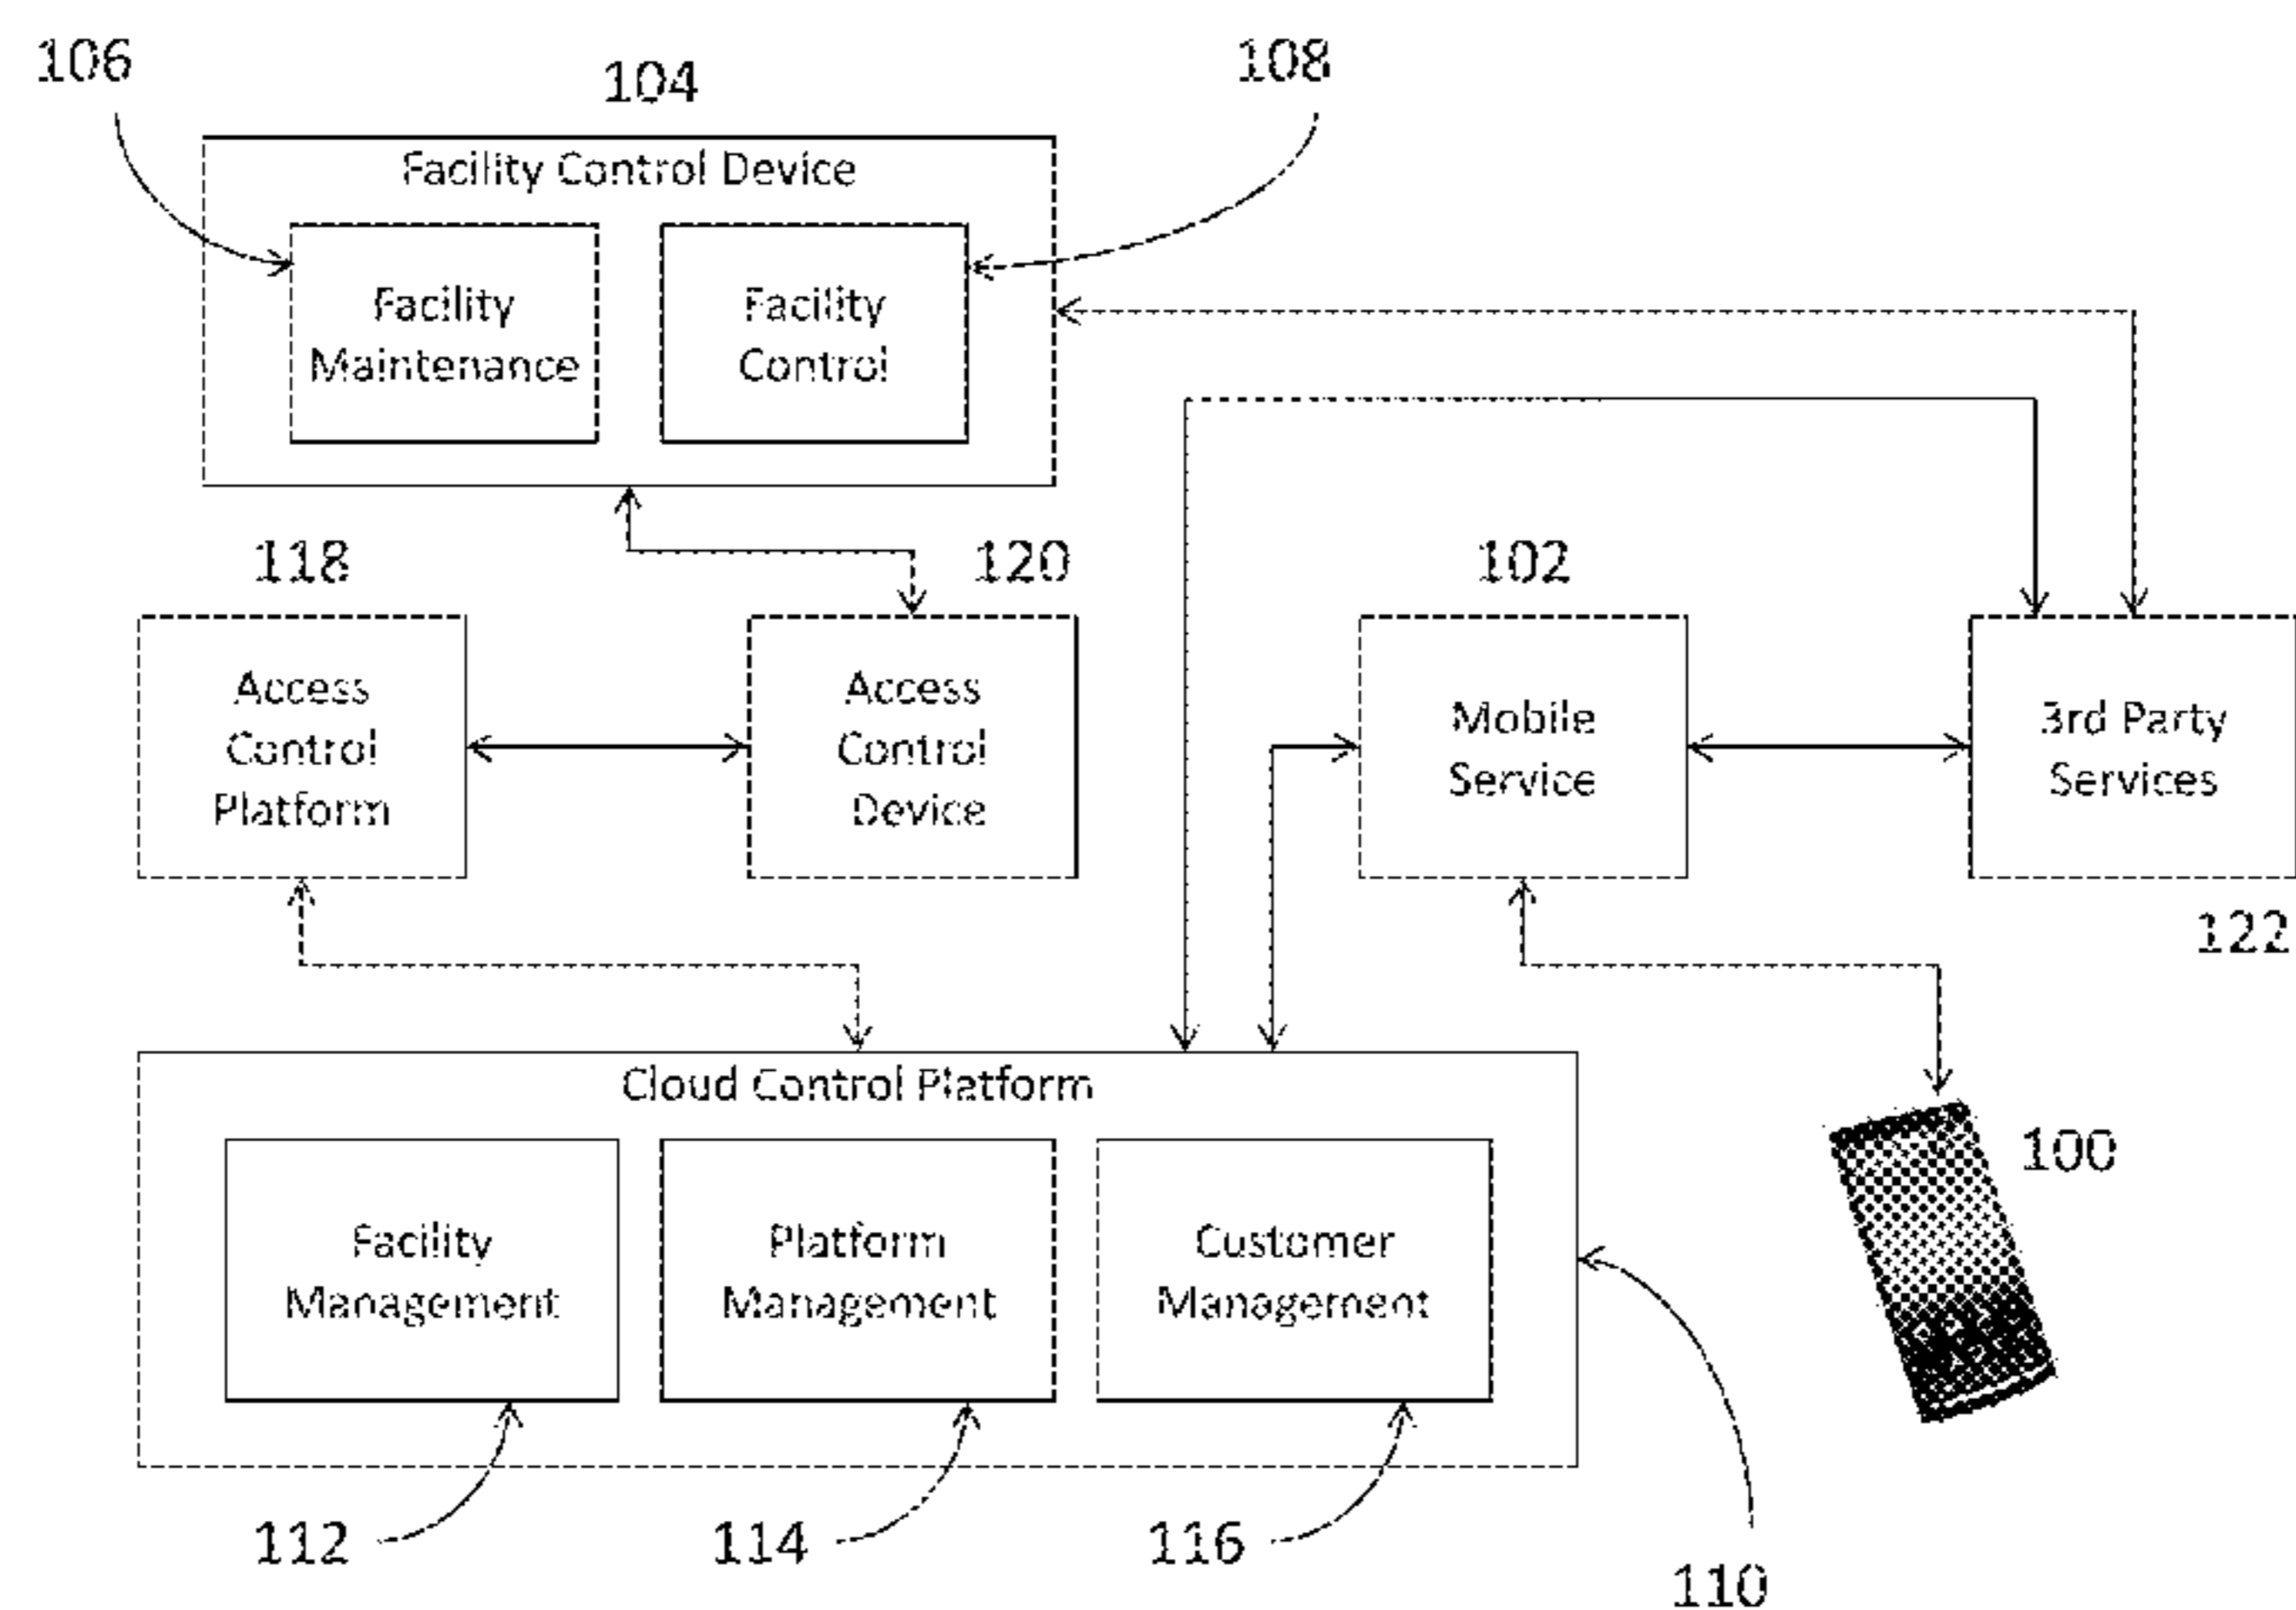 106
104
108
Facility Control Device
Facility
Maintenance
Facility
Control
118
120
102
Access
Control
Platform
Access
Control
Device
Mobile
Service
3rd Party
Services
122
Cloud Control Platform
100
Facility
Management
Platform
Management
Customer
Management
112
114
116
110